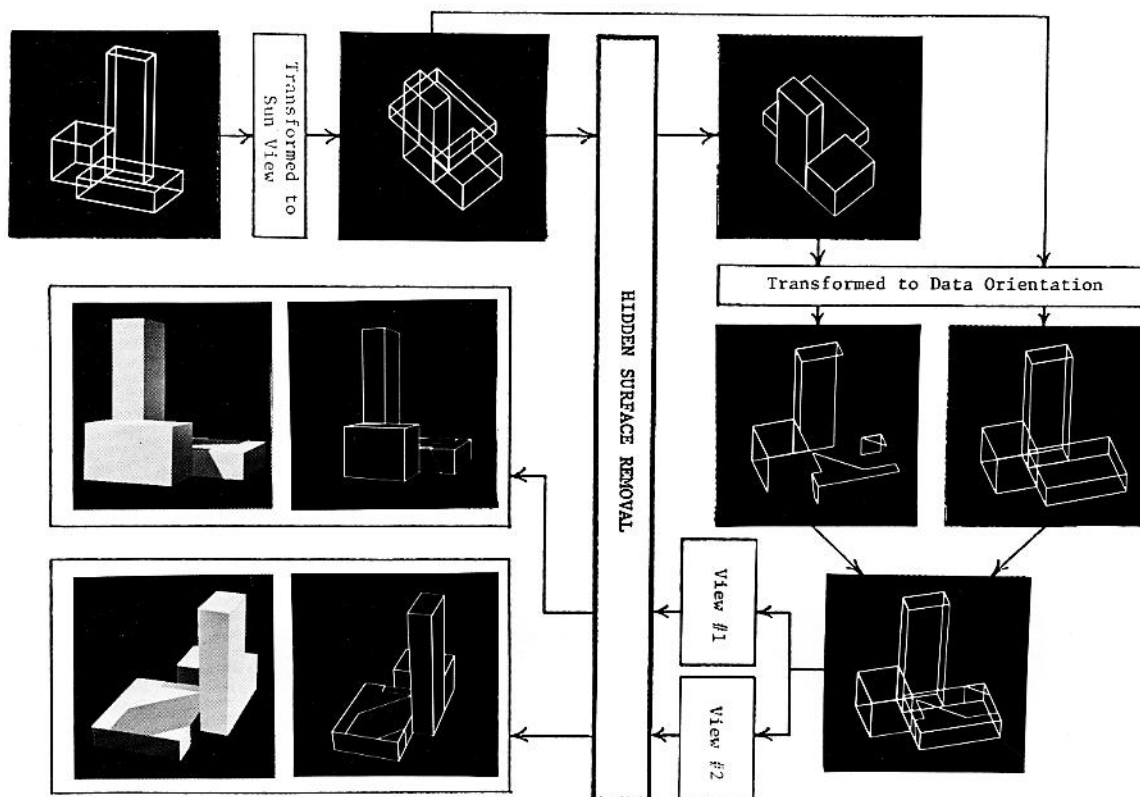 Transformed to
Sun View
HIDDEN SURFACE REMOVAL
Transformed to Data Orientation
View #1
View #2